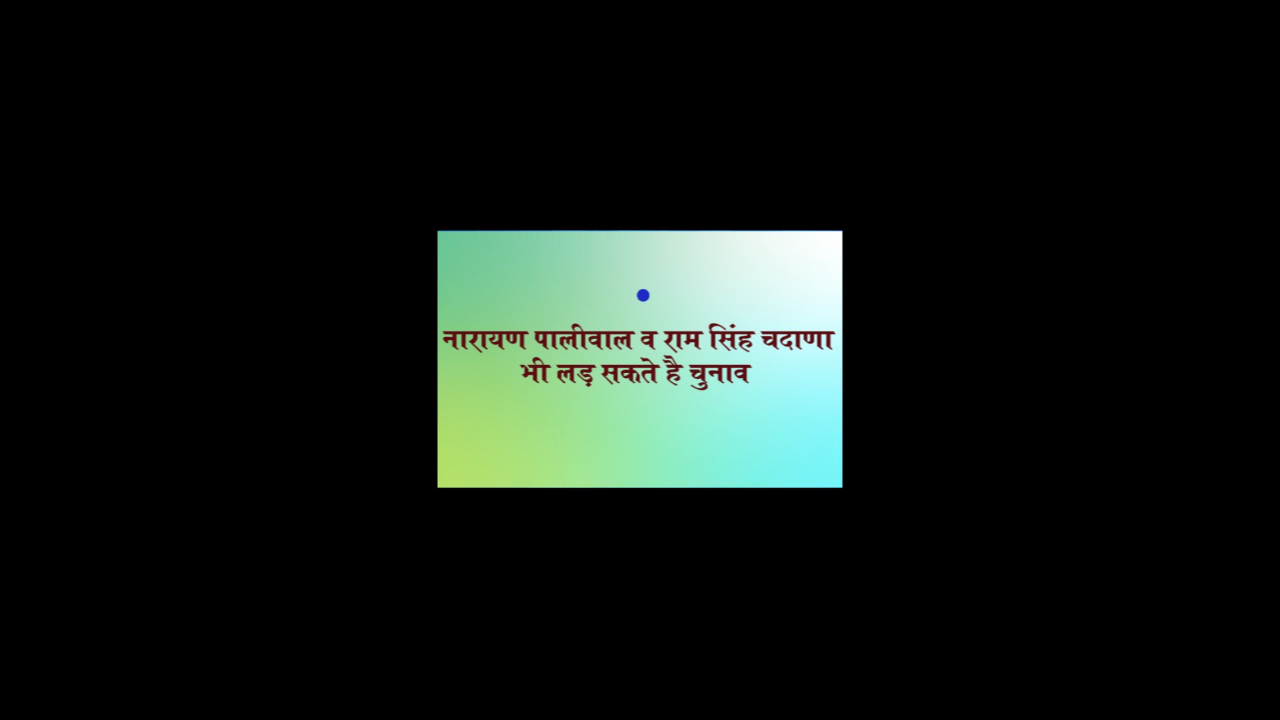 नारायण पालीवाल व राम सिंह चदाणा
भी लड़ सकते है चुनाव